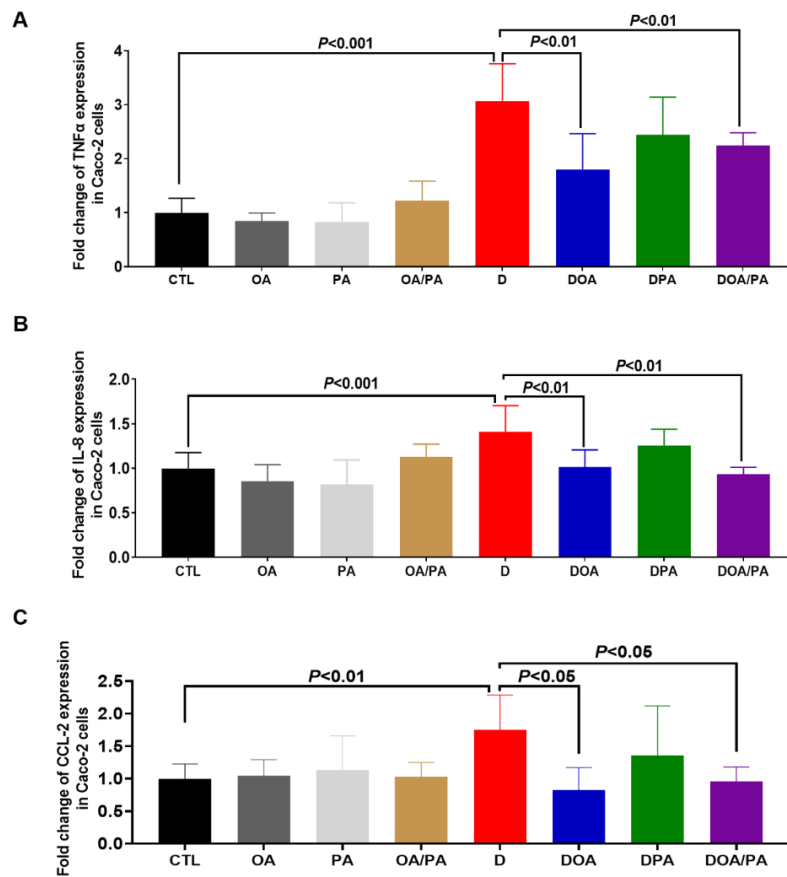 A
P<0.01
P<0.001
P<0.01
Fold change of TNFα expression
in Caco-2 cells
4
3
2
1
0
CTL OA PA OA/PA D DOA DPA DOA/PA
B
P<0.01
P<0.001
P<0.01
Fold change of IL-8 expression
in Caco-2 cells
2.0
1.5
1.0
0.5
0.0
CTL OA PA OA/PA D DOA DPA DOA/PA
C
P<0.05
P<0.01
P<0.05
Fold change of CCL-2 expression
in Caco-2 cells
2.5
2.0
1.5
1.0
0.5
0.0
CTL OA PA OA/PA D DOA DPA DOA/PA